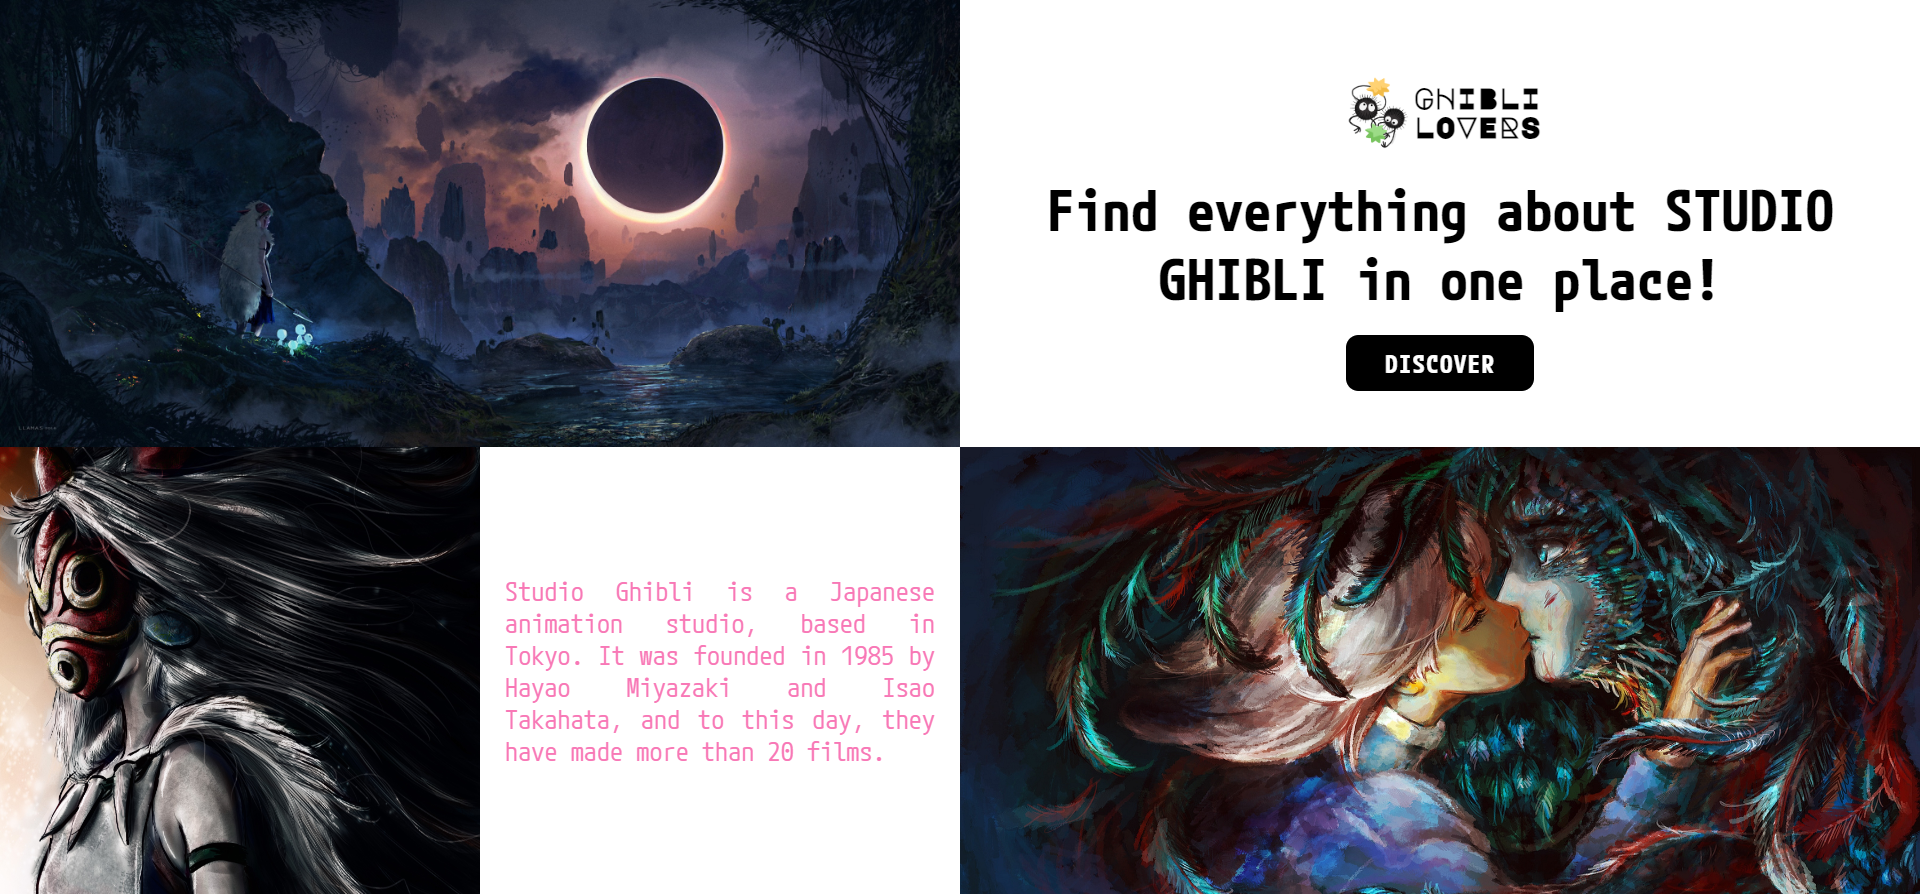 GHIBLI
LOVERS
Find everything about STUDIO
GHIBLI in one place!
DISCOVER
Studio Ghibli is a Japanese
animation studio, based in
Tokyo. It was founded in 1985 by
Hayao Miyazaki and Isao
Takahata, and to this day, they
have made more than 20 films.